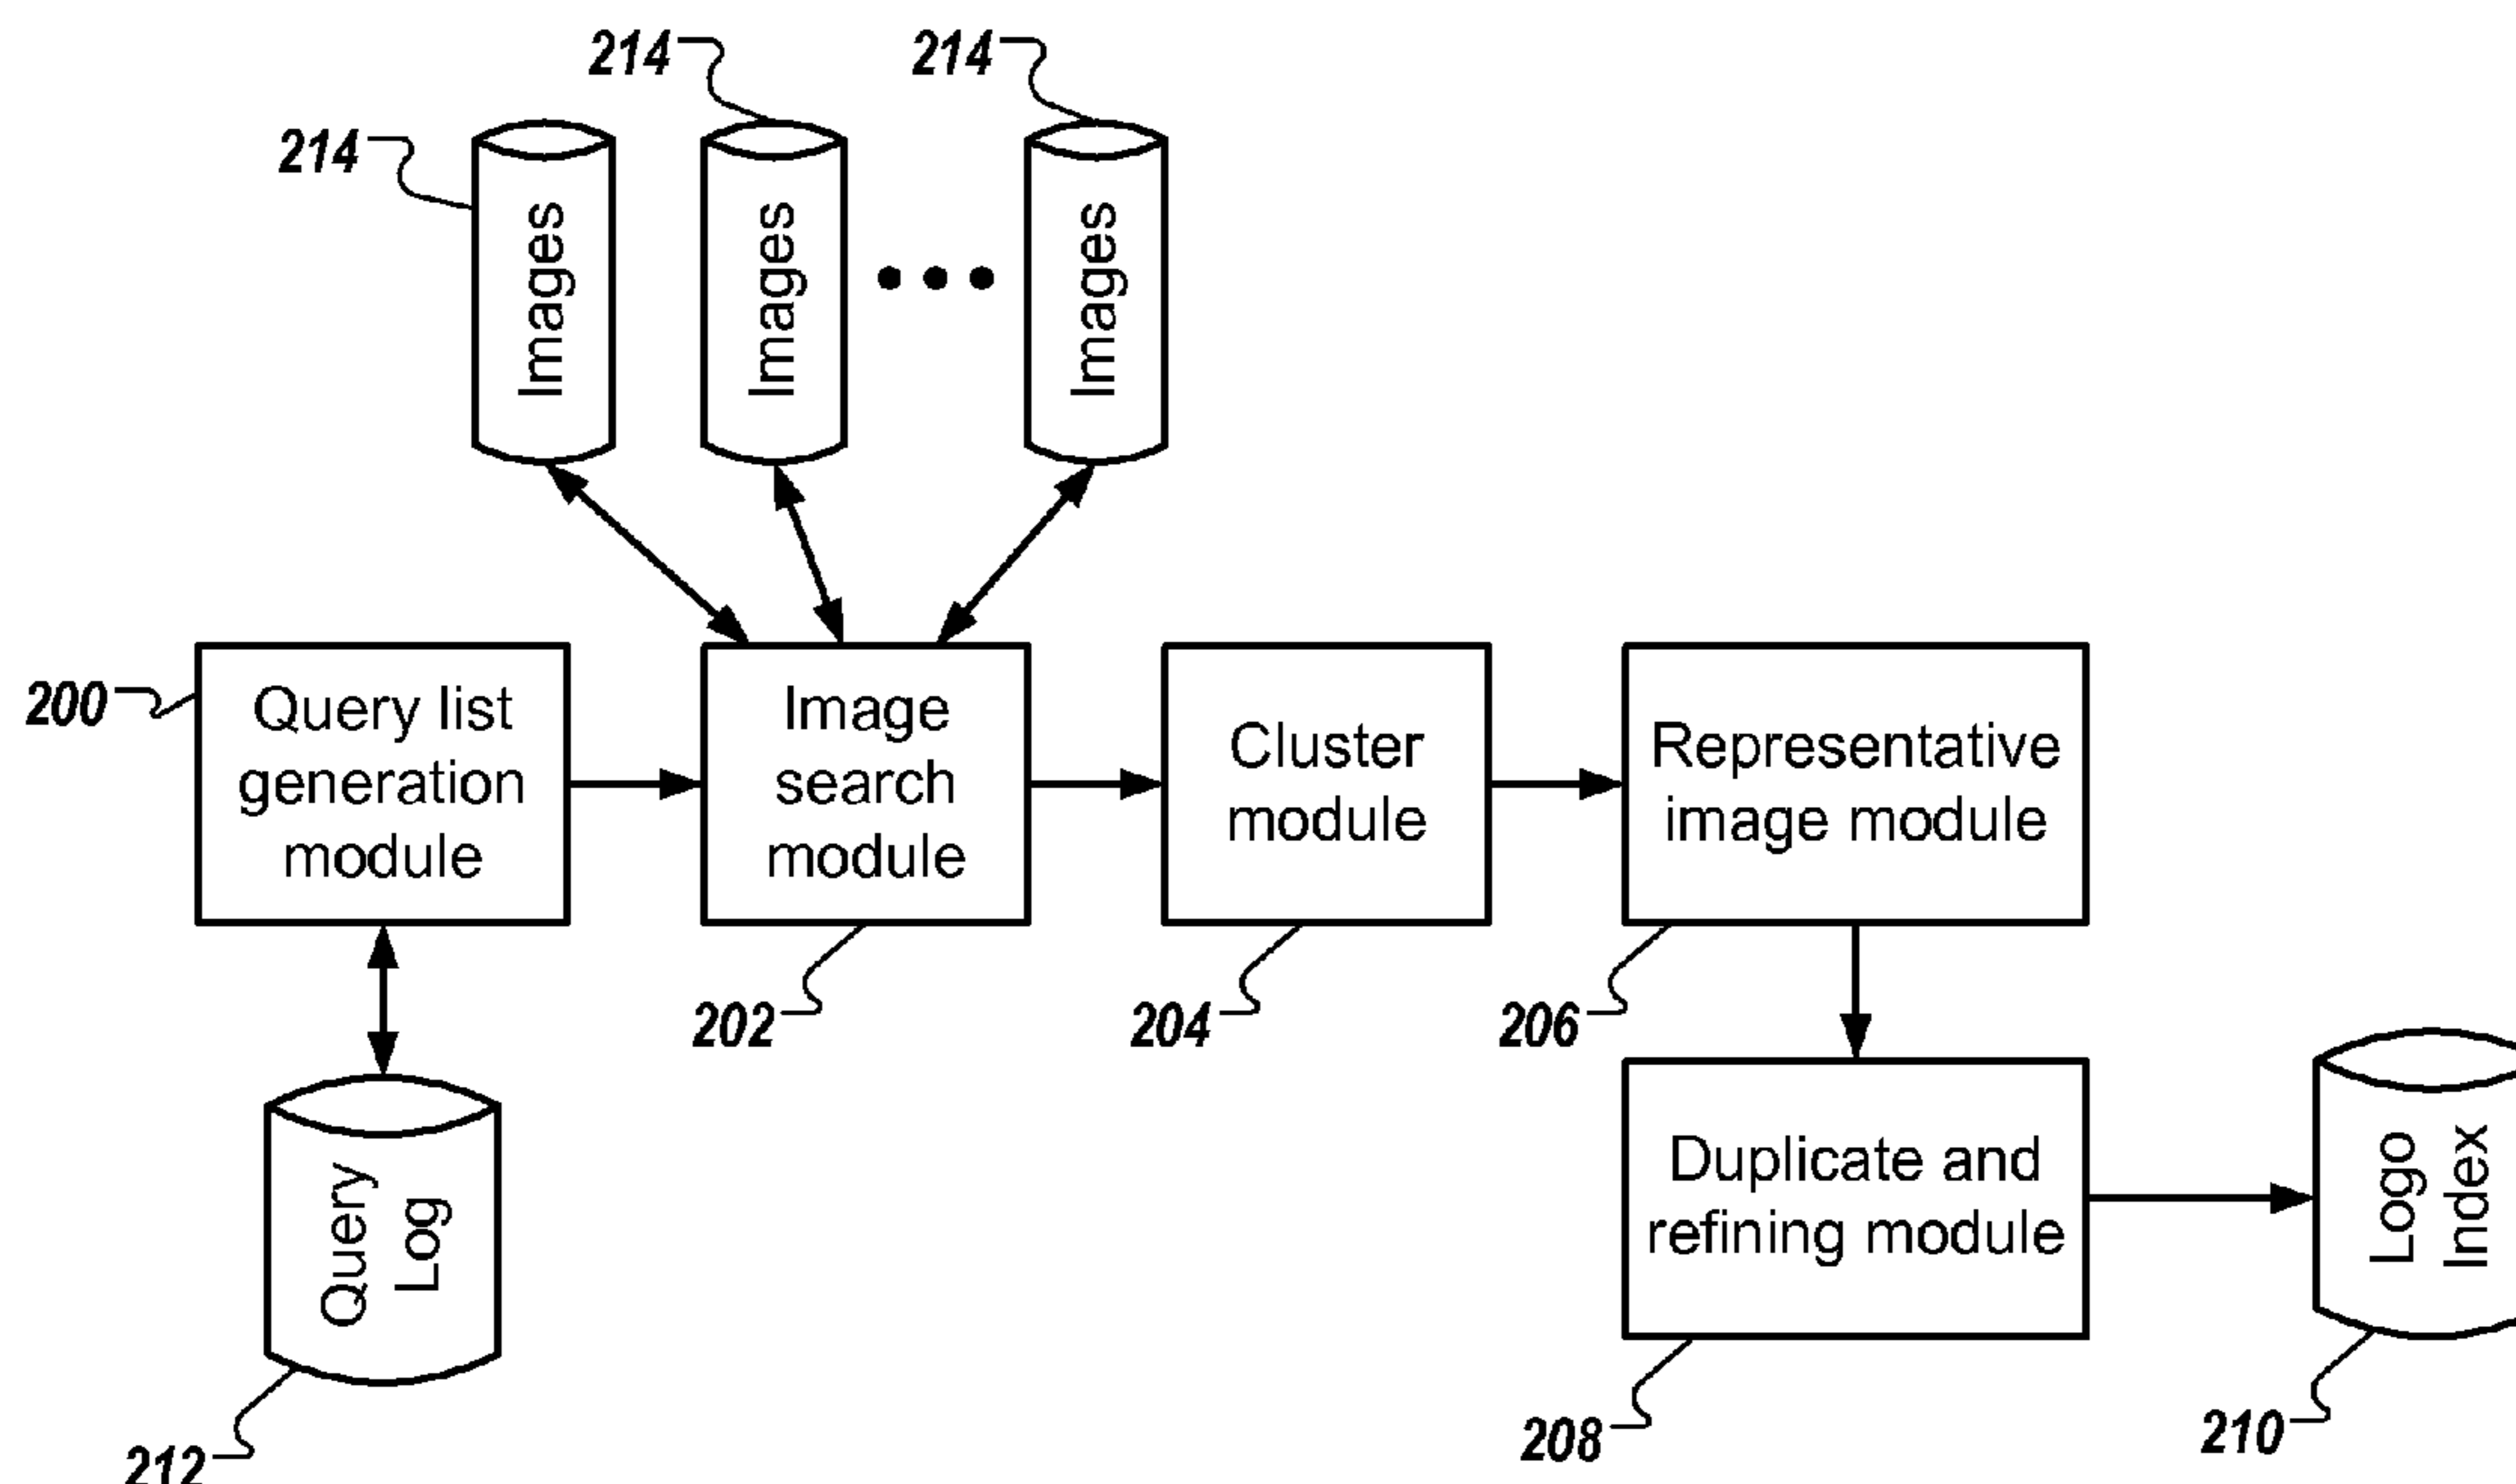 214
214
214
Images
Images
Images
200
Query list
generation
module
Image
search
module
Cluster
module
Representative
image module
202
204
206
Query
Log
Duplicate and
refining module
Logo
Index
212
208
210